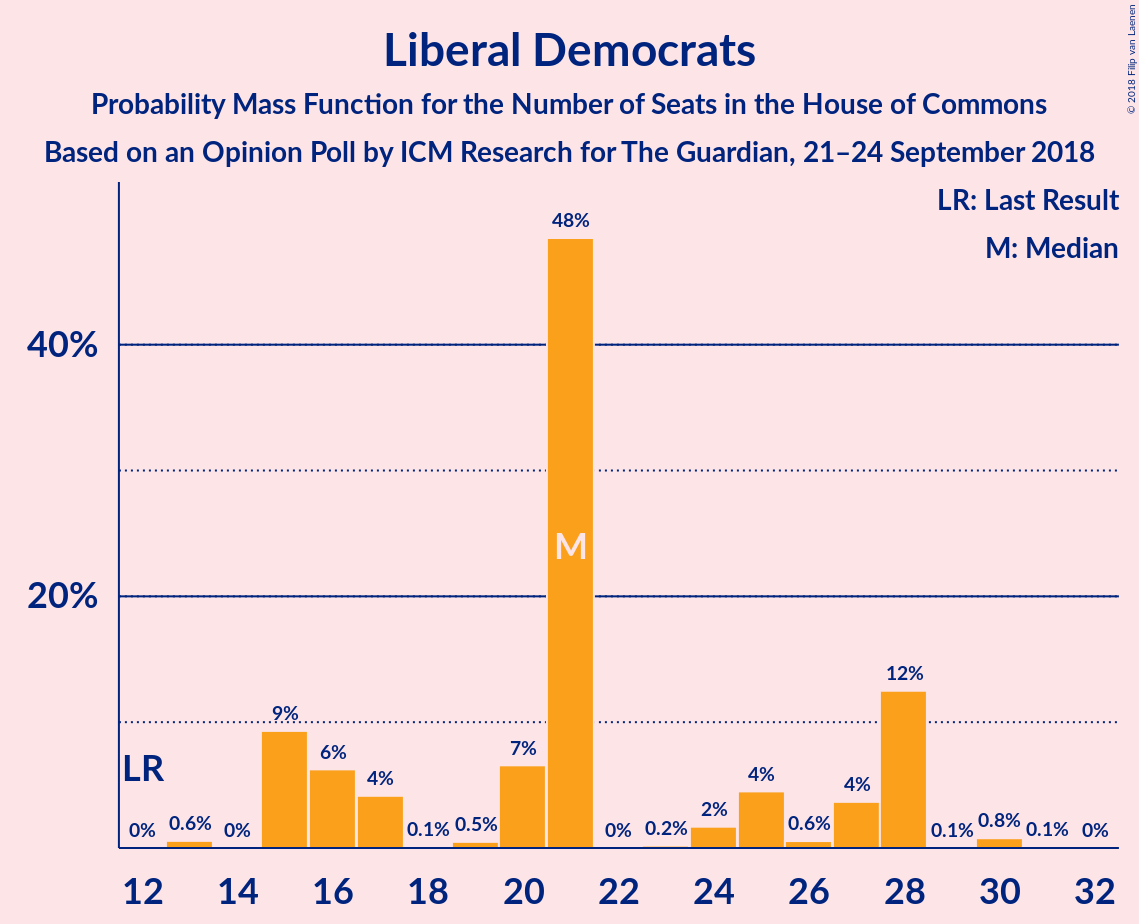 Liberal Democrats
Probability Mass Function for the Number of Seats in the House of Commons
Based on an Opinion Poll by ICM Research for The Guardian, 21–24 September 2018
© 2018 Filip van Laenen
LR: Last Result
M: Median
40%
20%
LR
M
0%
0.6%
0%
9%
6%
4%
0.1%
0.5%
7%
48%
0%
0.2%
2%
4%
0.6%
4%
12%
0.1%
0.8%
0.1%
0%
12 14 16 18 20 22 24 26 28 30 32